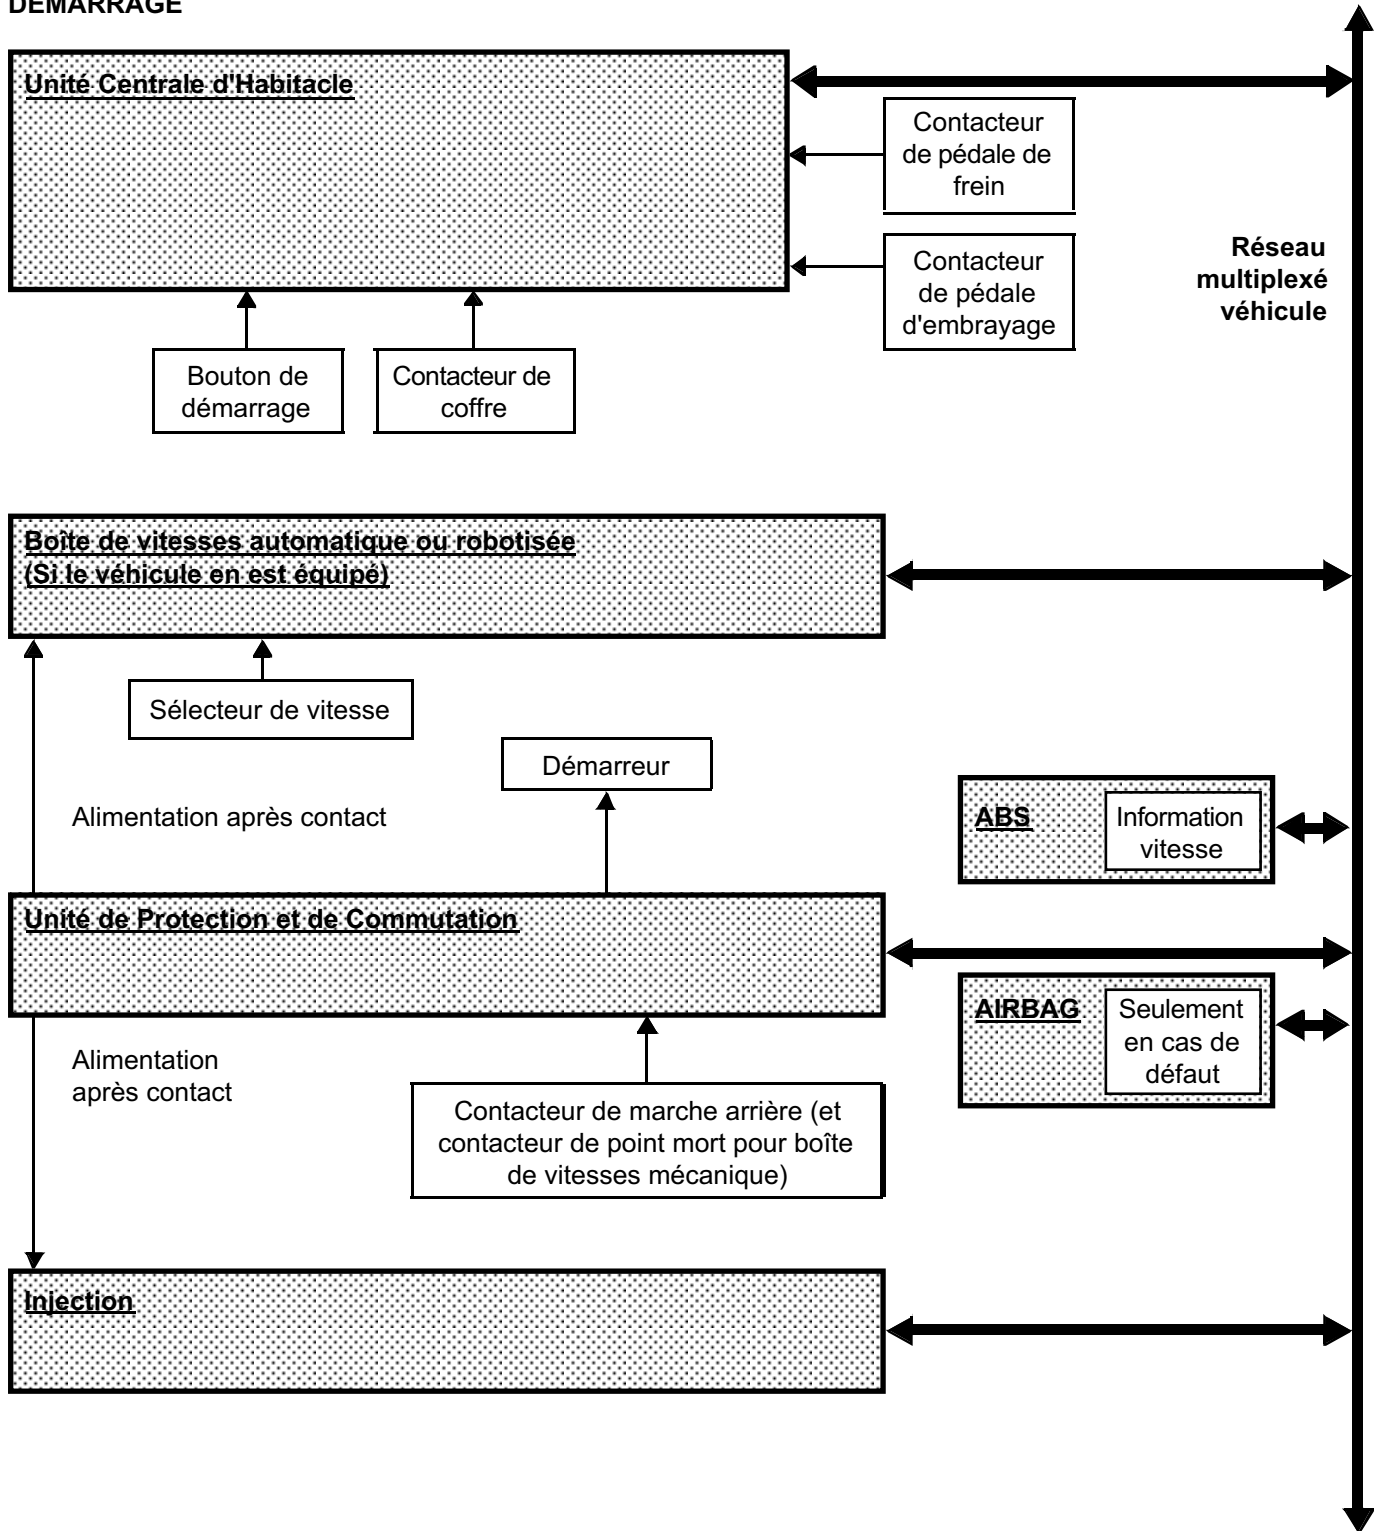 DÉMARRAGE
Unité Centrale d'Habitacle
Contacteur
de pédale de
frein
Contacteur
de pédale
d'embrayage
Réseau
multiplexé
véhicule
Bouton de
démarrage
Contacteur de
coffre
Boîte de vitesses automatique ou robotisée
(Si le véhicule en est équipé)
Sélecteur de vitesse
Démarreur
Alimentation après contact
ABS
Information
vitesse
Unité de Protection et de Commutation
AIRBAG
Seulement
en cas de
défaut
Alimentation
après contact
Contacteur de marche arrière (et
contacteur de point mort pour boîte
de vitesses mécanique)
Injection